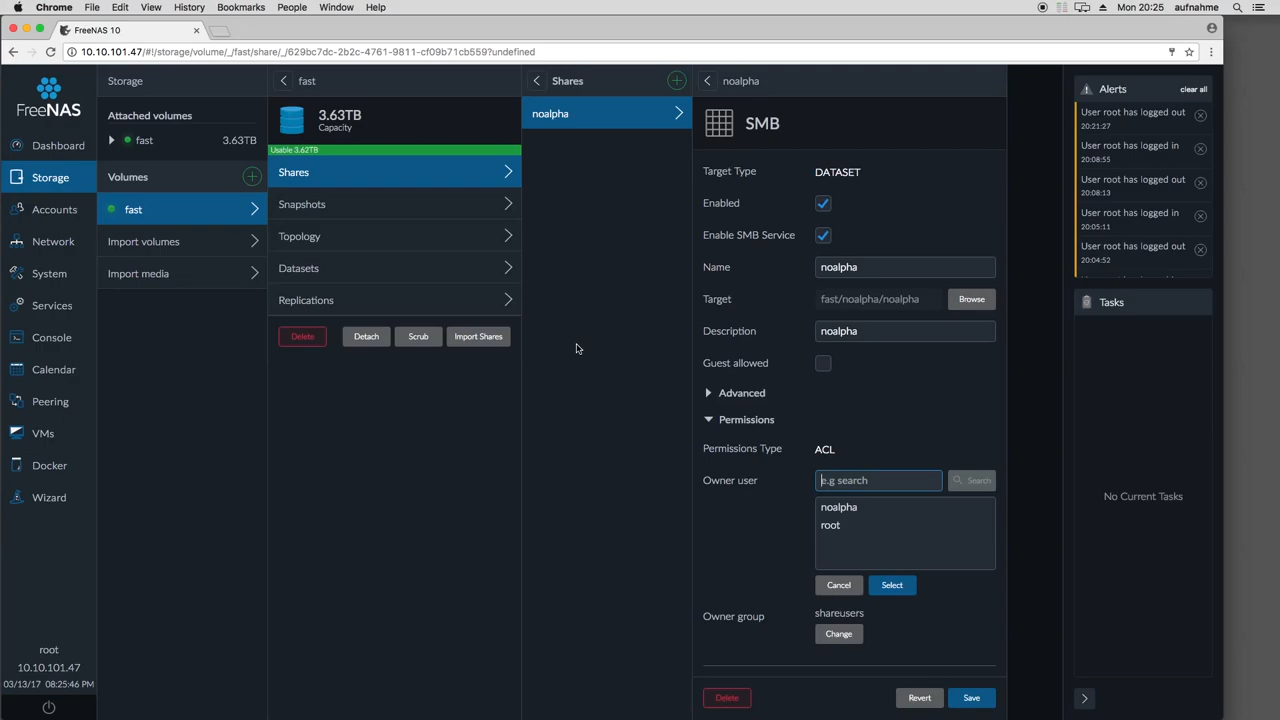 Chrome File Edit View History Bookmarks People Window Help
Mon 20:25 aufnahme
FreeNAS 10
10.10.101.47/#!/storage/volume/_/fast/share/_/629bc7dc-2b2c-4761-9811-cf09b71cb559?undefined
FreeNAS
Dashboard
Storage
Accounts
Network
System
Services
Console
Calendar
Peering
VMs
Docker
Wizard
root
10.10.101.47
03/13/17 08:25:46 PM
Storage
Attached volumes
fast 3.63TB
Volumes
fast
Import volumes
Import media
fast
3.63TB
Capacity
Usable 3.62TB
Shares
Snapshots
Topology
Datasets
Replications
Delete Detach Scrub Import Shares
Shares
noalpha
noalpha
SMB
Target Type DATASET
Enabled
Enable SMB Service
Name noalpha
Target fast/noalpha/noalpha Browse
Description noalpha
Guest allowed
Advanced
Permissions
Permissions Type ACL
Owner user e.g search Search
noalpha
root
Cancel Select
Owner group shareusers
Change
Delete Revert Save
Alerts clear all
User root has logged out
20:21:27
User root has logged out
20:08:55
User root has logged out
20:08:13
User root has logged out
20:05:11
User root has logged out
20:04:52
Tasks
No Current Tasks